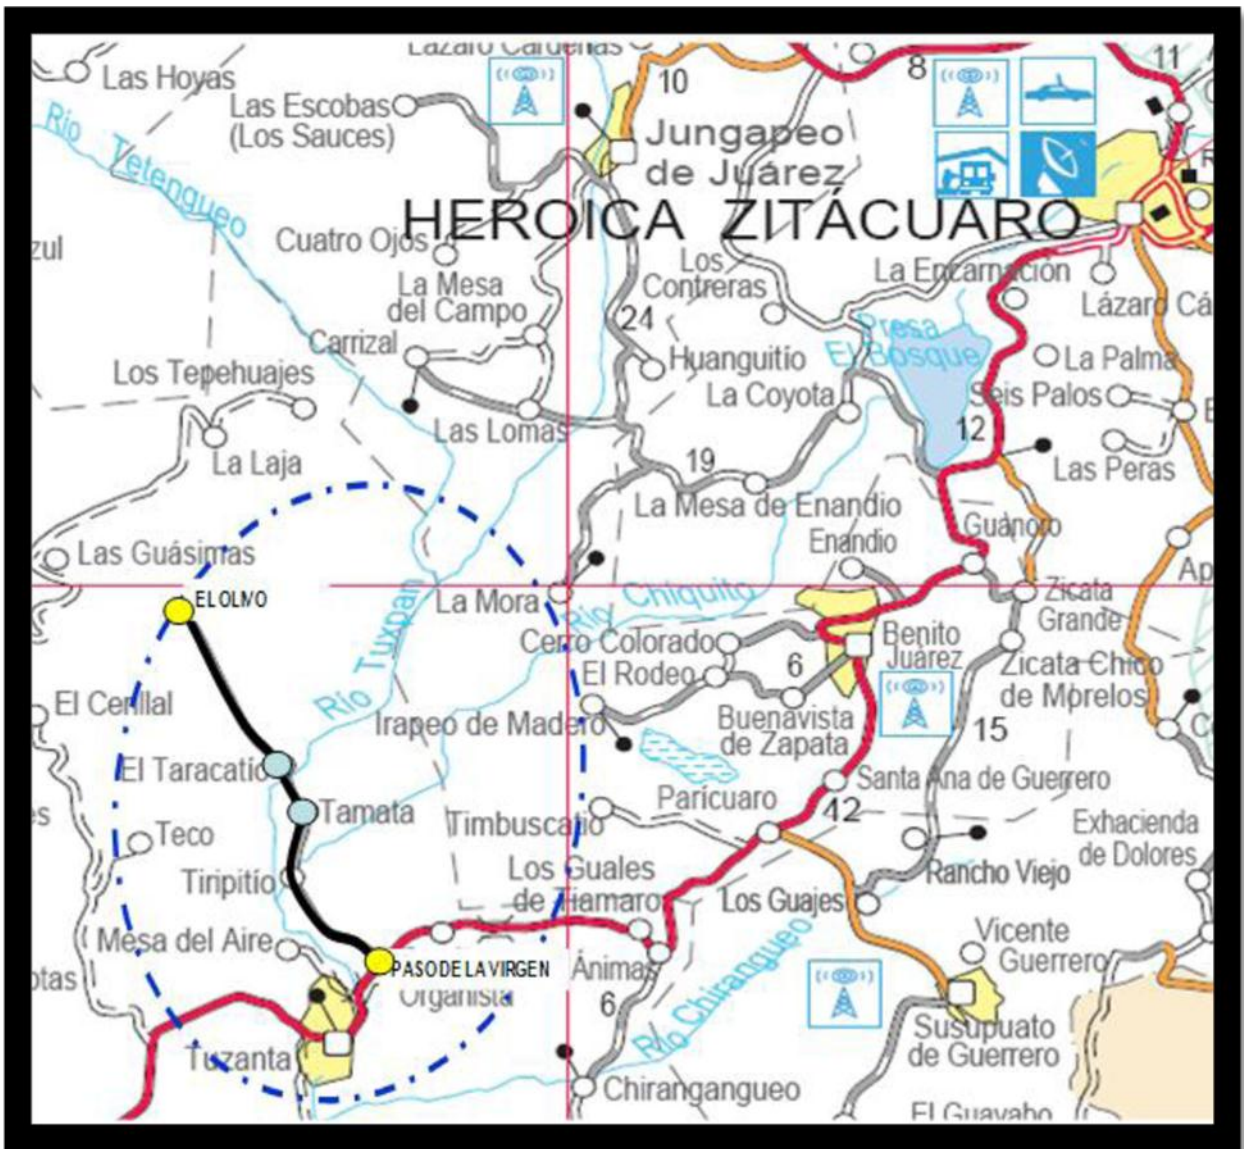 Lázaro Cárdenas
Las Hoyas
10
8
11
Las Escobas
(Los Sauces)
Río Tetengueo
Jungapeo
de Juárez
HEROICA ZITÁCUARO
zul
Cuatro Ojos
La Mesa
del Campo
Los
Contreras
La Encarnación
Lázaro Cá
24
Presa
El Bosque
Carrizal
Huanguitío
La Palma
Los Tepehuajes
La Coyota
Seis Palos
12
Las Lomas
La Laja
19
Las Peras
La Mesa de Enandio
Guanoro
Enandio
Las Guásimas
Ap
EL OLMO
La Mora
Río Chiquito
Zicata
Grande
Río Tuxpan
Cerro Colorado
Benito
Juárez
El Rodeo
6
Zicata Chico
de Morelos
El Cerillal
Irapeo de Madero
Buenavista
de Zapata
15
El Taracatío
Santa Ana de Guerrero
Tamata
Parícuaro
42
Teco
Timbuscatío
Exhacienda
de Dolores
Tiripitío
Los Guales
de Tiamaro
Rancho Viejo
Los Guajes
Mesa del Aire
Vicente
Guerrero
PASO DE LA VIRGEN
Ánimas
otas
Organista
6
Río Chirangueo
Susupuato
de Guerrero
Tuzanta
Chirangangueo
El Guayabo